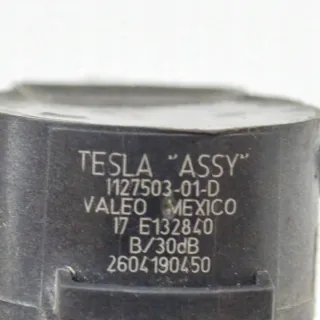 TESLA "ASSY"
1127503-01-D
VALEO MEXICO
17 E132840
B/30dB
2604190450